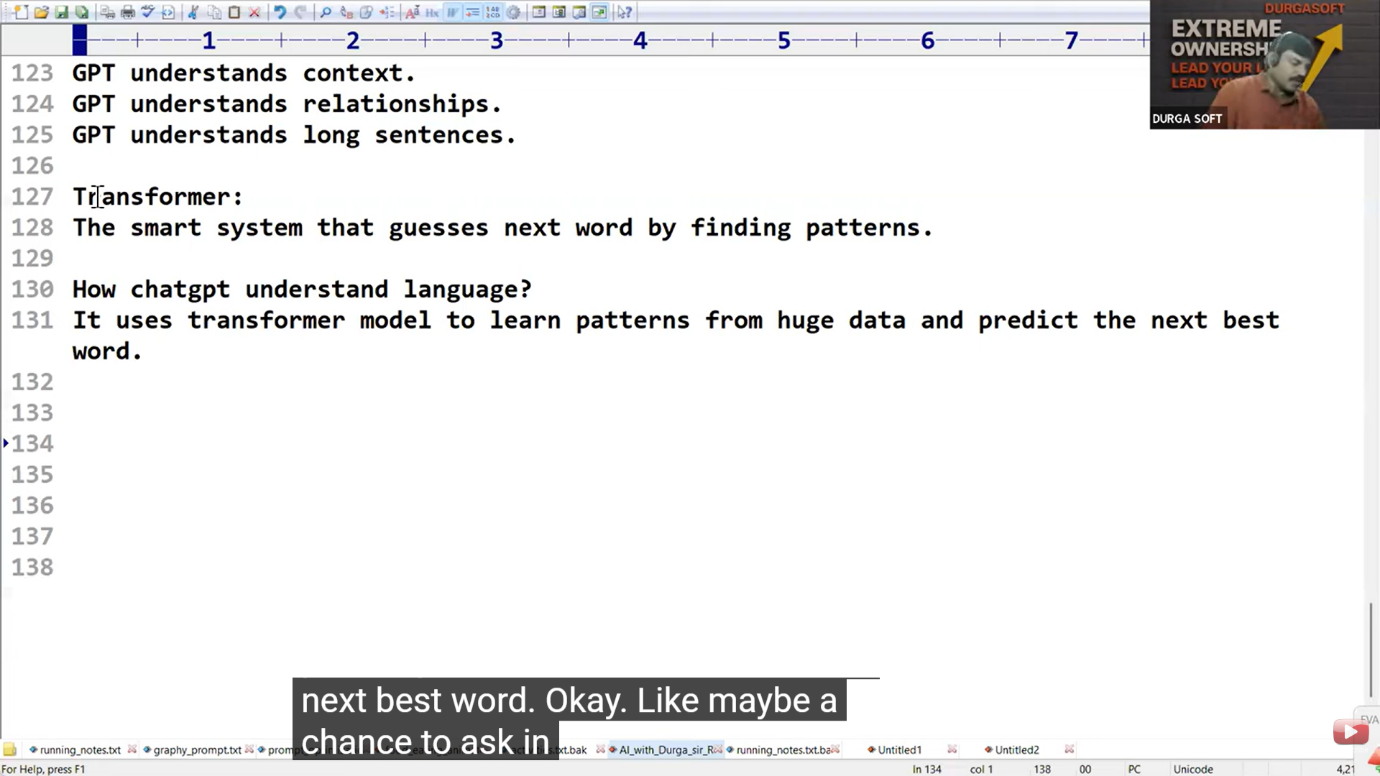 1 2 3 4 5 6 7
DURGASOFT
EXTREME
OWNERSH
LEAD YOUR
LEAD YO
DURGA SOFT
123 GPT understands context.
124 GPT understands relationships.
125 GPT understands long sentences.
126
127 Transformer:
128 The smart system that guesses next word by finding patterns.
129
130 How chatgpt understand language?
131 It uses transformer model to learn patterns from huge data and predict the next best
word.
132
133
134
135
136
137
138
next best word. Okay. Like maybe a
chance to ask in
EVA
running_notes.txt graphy_prompt.txt promp .bak AI_with_Durga_sir_R running_notes.txt.ba Untitled1 Untitled2
For Help, press F1 ln 134 col 1 138 00 PC Unicode 4,21